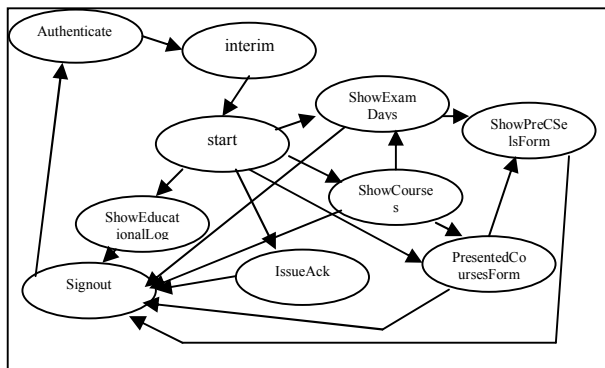 Authenticate
interim
ShowExam
Days
ShowPreCSe
lsForm
start
ShowCourse
s
ShowEducat
ionalLog
PresentedCo
ursesForm
IssueAck
Signout